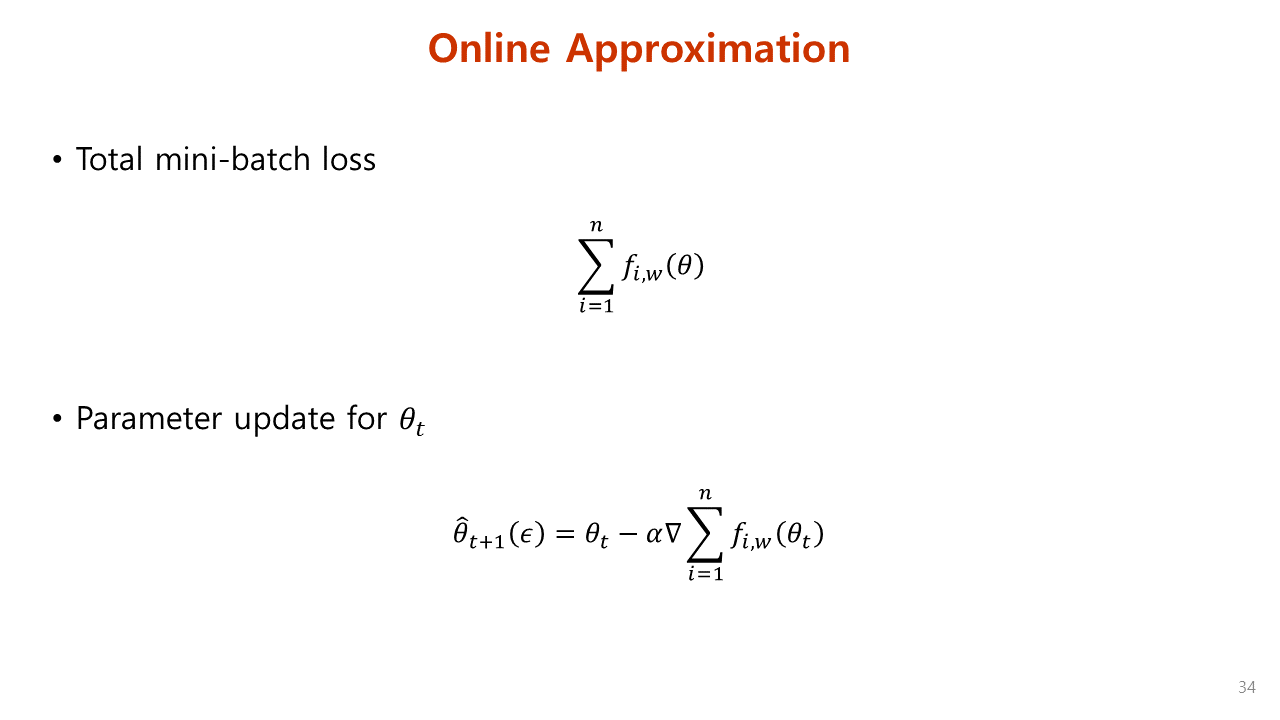 Online Approximation
• Total mini-batch loss
$\sum_{i=1}^{n} f_{i,w}(\theta)$
• Parameter update for $\theta_t$
$\hat{\theta}_{t+1}(\epsilon) = \theta_t - \alpha \nabla \sum_{i=1}^{n} f_{i,w}(\theta_t)$
34